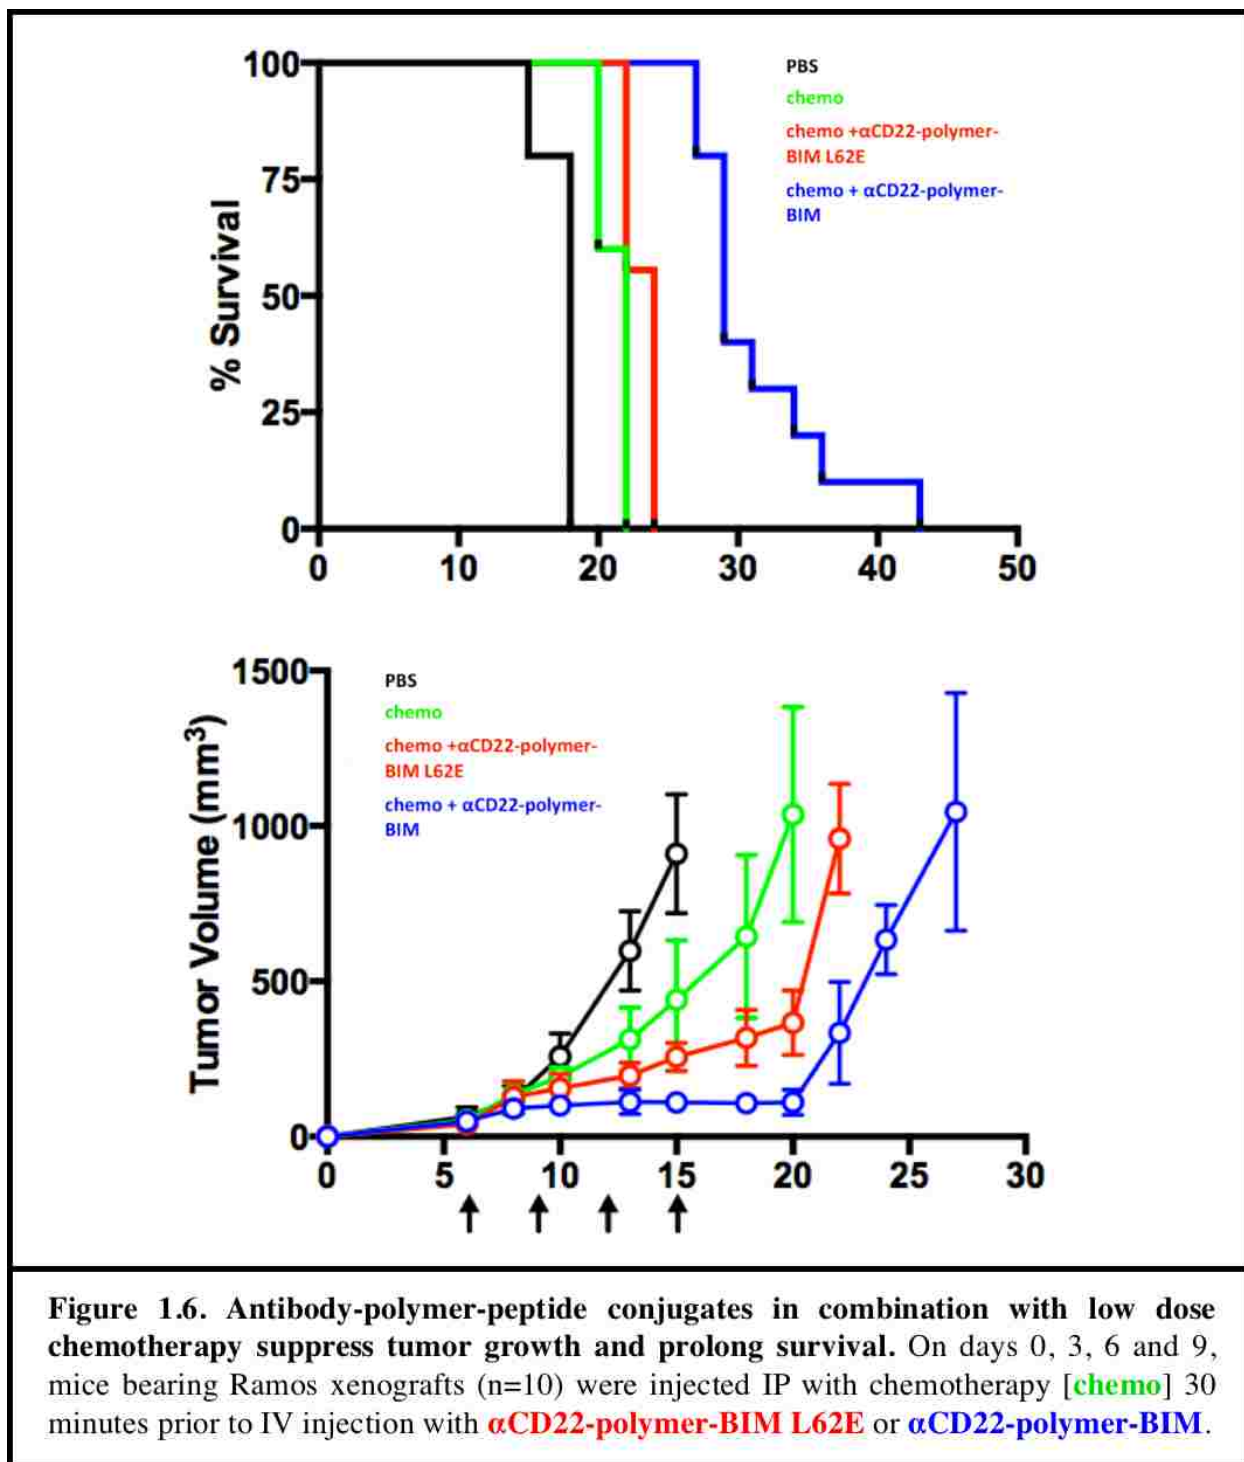 100
75
50
25
0
% Survival
0 10 20 30 40 50
PBS
chemo
chemo +αCD22-polymer-
BIM L62E
chemo + αCD22-polymer-
BIM
1500
1000
500
0
Tumor Volume (mm³)
0 5 10 15 20 25 30
PBS
chemo
chemo +αCD22-polymer-
BIM L62E
chemo + αCD22-polymer-
BIM
Figure 1.6. Antibody-polymer-peptide conjugates in combination with low dose
chemotherapy suppress tumor growth and prolong survival. On days 0, 3, 6 and 9,
mice bearing Ramos xenografts (n=10) were injected IP with chemotherapy [chemo] 30
minutes prior to IV injection with αCD22-polymer-BIM L62E or αCD22-polymer-BIM.